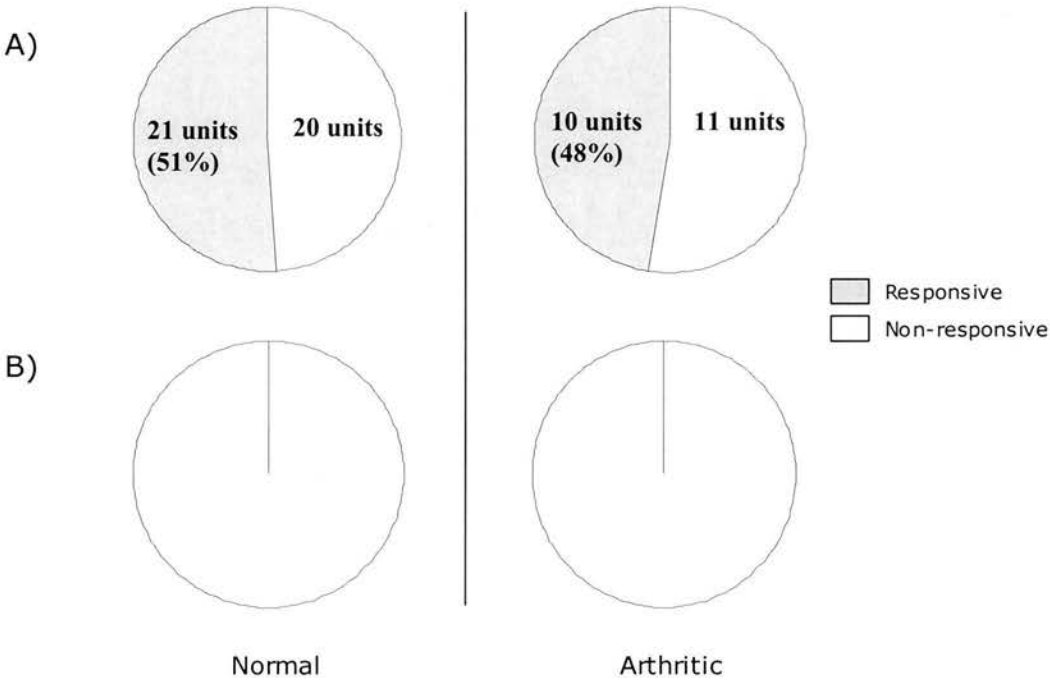 A)
21 units
(51%)
20 units
10 units
(48%)
11 units
Responsive
Non-responsive
B)
Normal
Arthritic